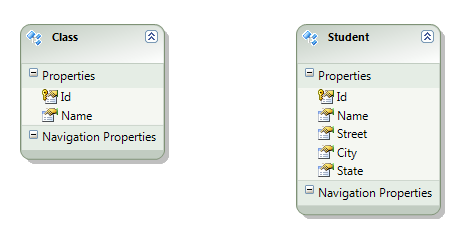 Class
Properties
Id
Name
Navigation Properties
Student
Properties
Id
Name
Street
City
State
Navigation Properties